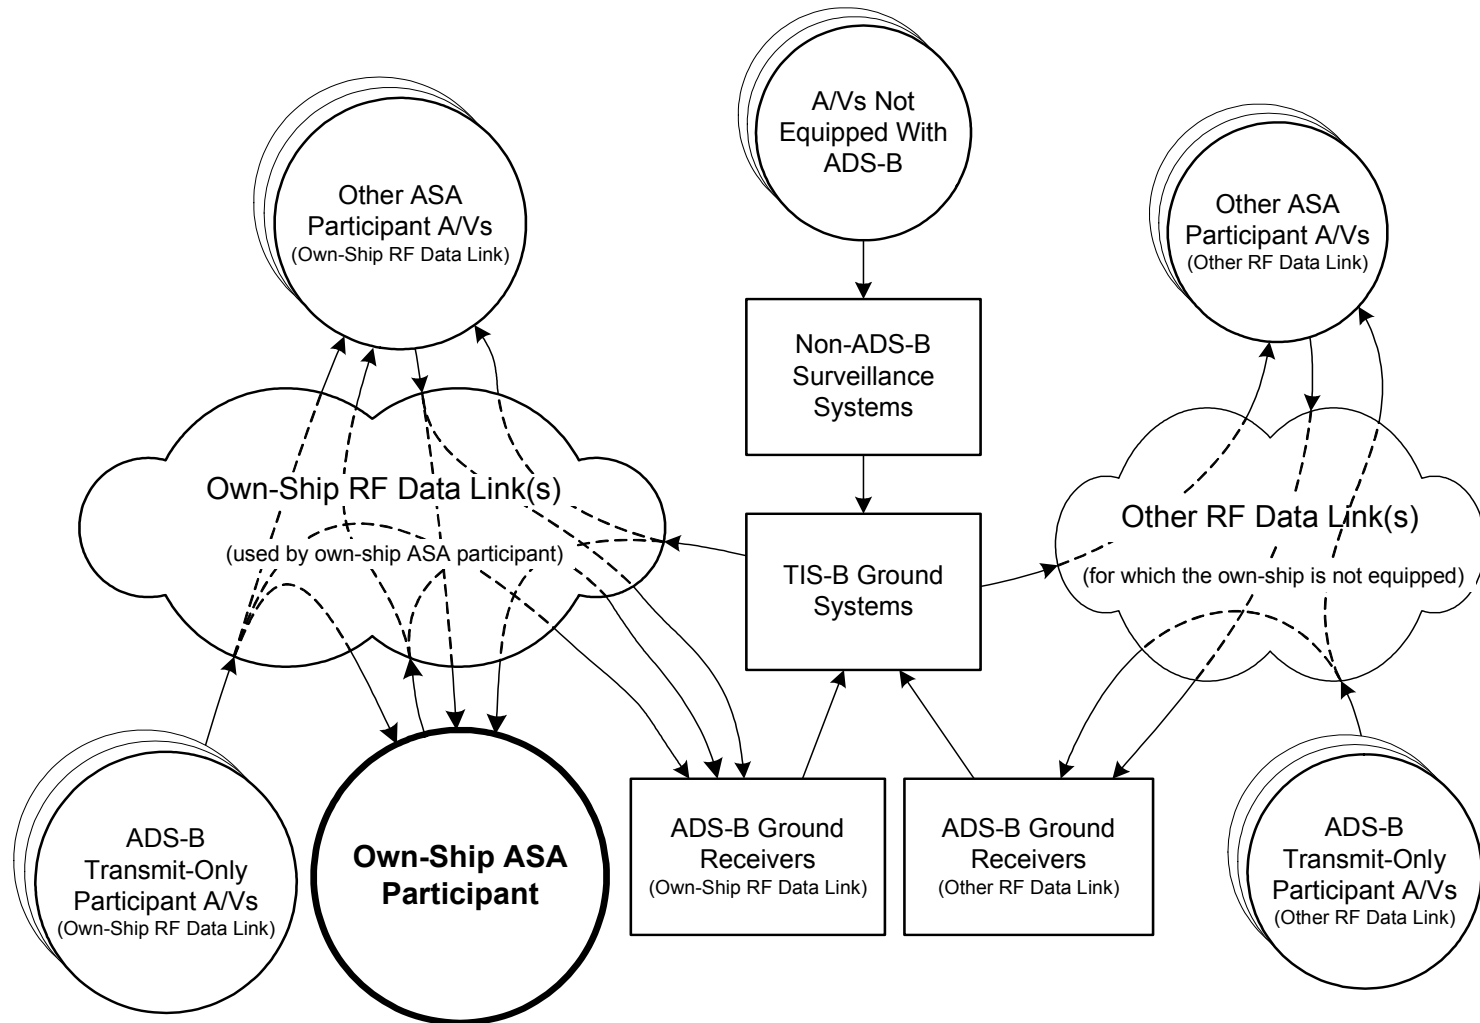 A/Vs Not
Equipped With
ADS-B
Other ASA
Participant A/Vs
(Own-Ship RF Data Link)
Other ASA
Participant A/Vs
(Other RF Data Link)
Non-ADS-B
Surveillance
Systems
Own-Ship RF Data Link(s)
(used by own-ship ASA participant)
Other RF Data Link(s)
(for which the own-ship is not equipped)
TIS-B Ground
Systems
ADS-B
Transmit-Only
Participant A/Vs
(Own-Ship RF Data Link)
Own-Ship ASA
Participant
ADS-B Ground
Receivers
(Own-Ship RF Data Link)
ADS-B Ground
Receivers
(Other RF Data Link)
ADS-B
Transmit-Only
Participant A/Vs
(Other RF Data Link)